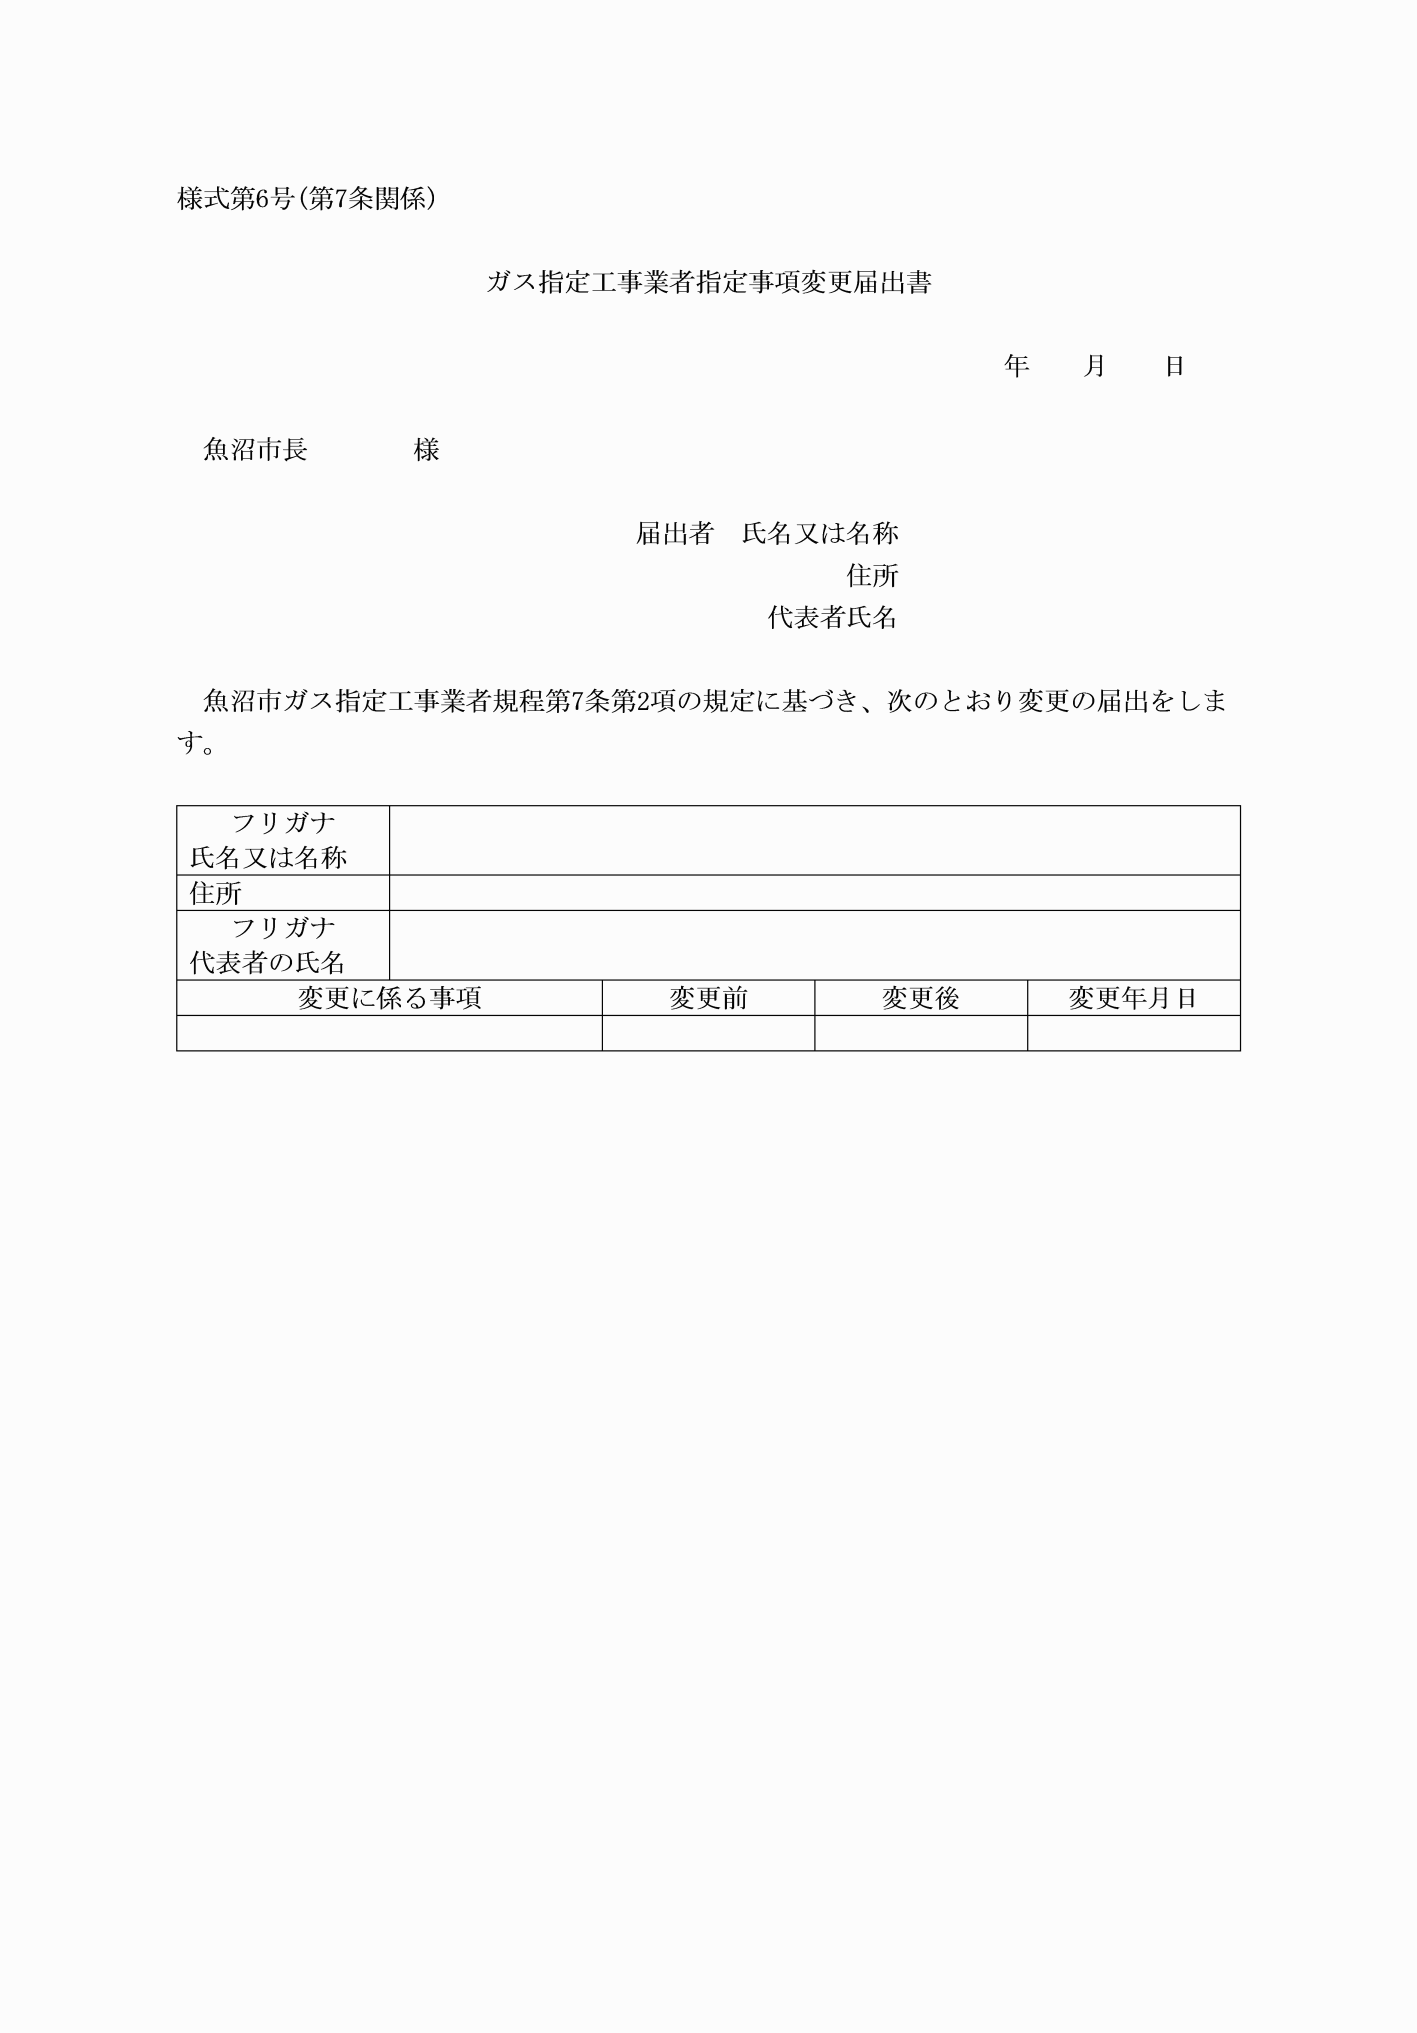 様式第6号(第7条関係)
ガス指定工事業者指定事項変更届出書
年　　月　　日
魚沼市長　　　　様
届出者　氏名又は名称
住所
代表者氏名
魚沼市ガス指定工事業者規程第7条第2項の規定に基づき、次のとおり変更の届出をしま
す。
フリガナ
氏名又は名称
住所
フリガナ
代表者の氏名
変更に係る事項　変更前　変更後　変更年月日